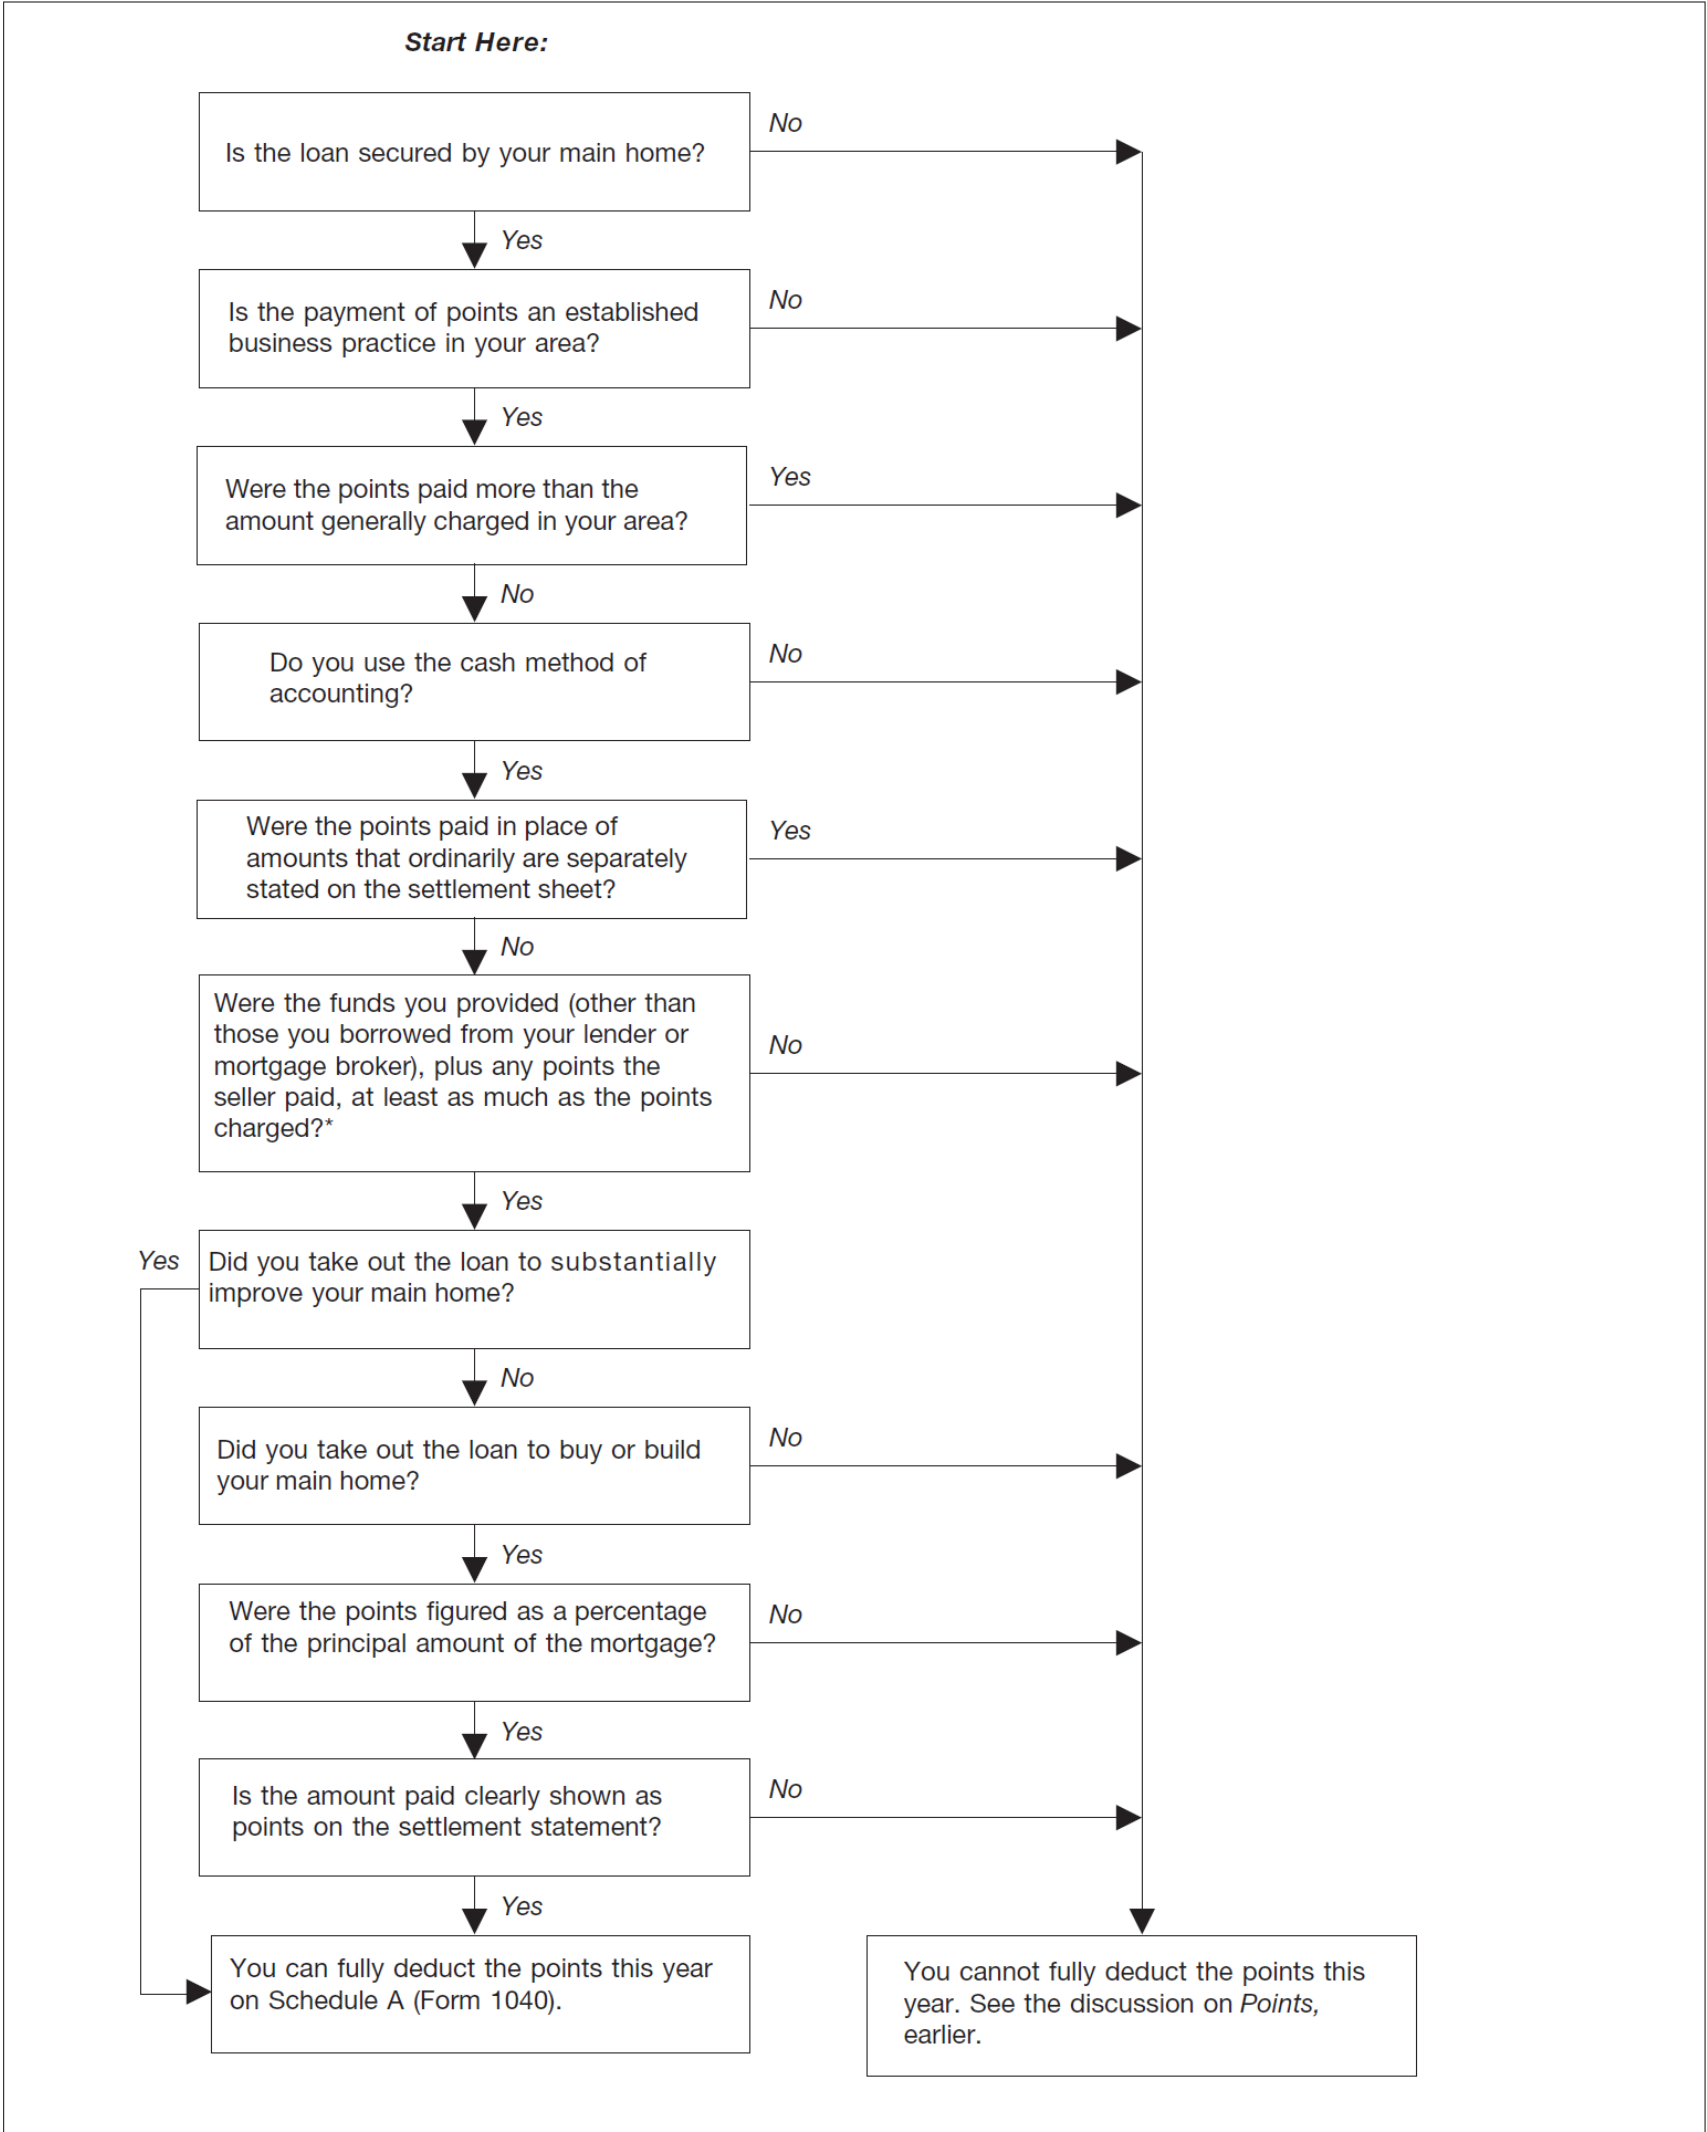 Start Here:
Is the loan secured by your main home?
No
Yes
Is the payment of points an established
business practice in your area?
No
Yes
Were the points paid more than the
amount generally charged in your area?
Yes
No
Do you use the cash method of
accounting?
No
Yes
Were the points paid in place of
amounts that ordinarily are separately
stated on the settlement sheet?
Yes
No
Were the funds you provided (other than
those you borrowed from your lender or
mortgage broker), plus any points the
seller paid, at least as much as the points
charged?*
No
Yes
Yes
Did you take out the loan to substantially
improve your main home?
No
Did you take out the loan to buy or build
your main home?
No
Yes
Were the points figured as a percentage
of the principal amount of the mortgage?
No
Yes
Is the amount paid clearly shown as
points on the settlement statement?
No
Yes
You can fully deduct the points this year
on Schedule A (Form 1040).
You cannot fully deduct the points this
year. See the discussion on Points,
earlier.